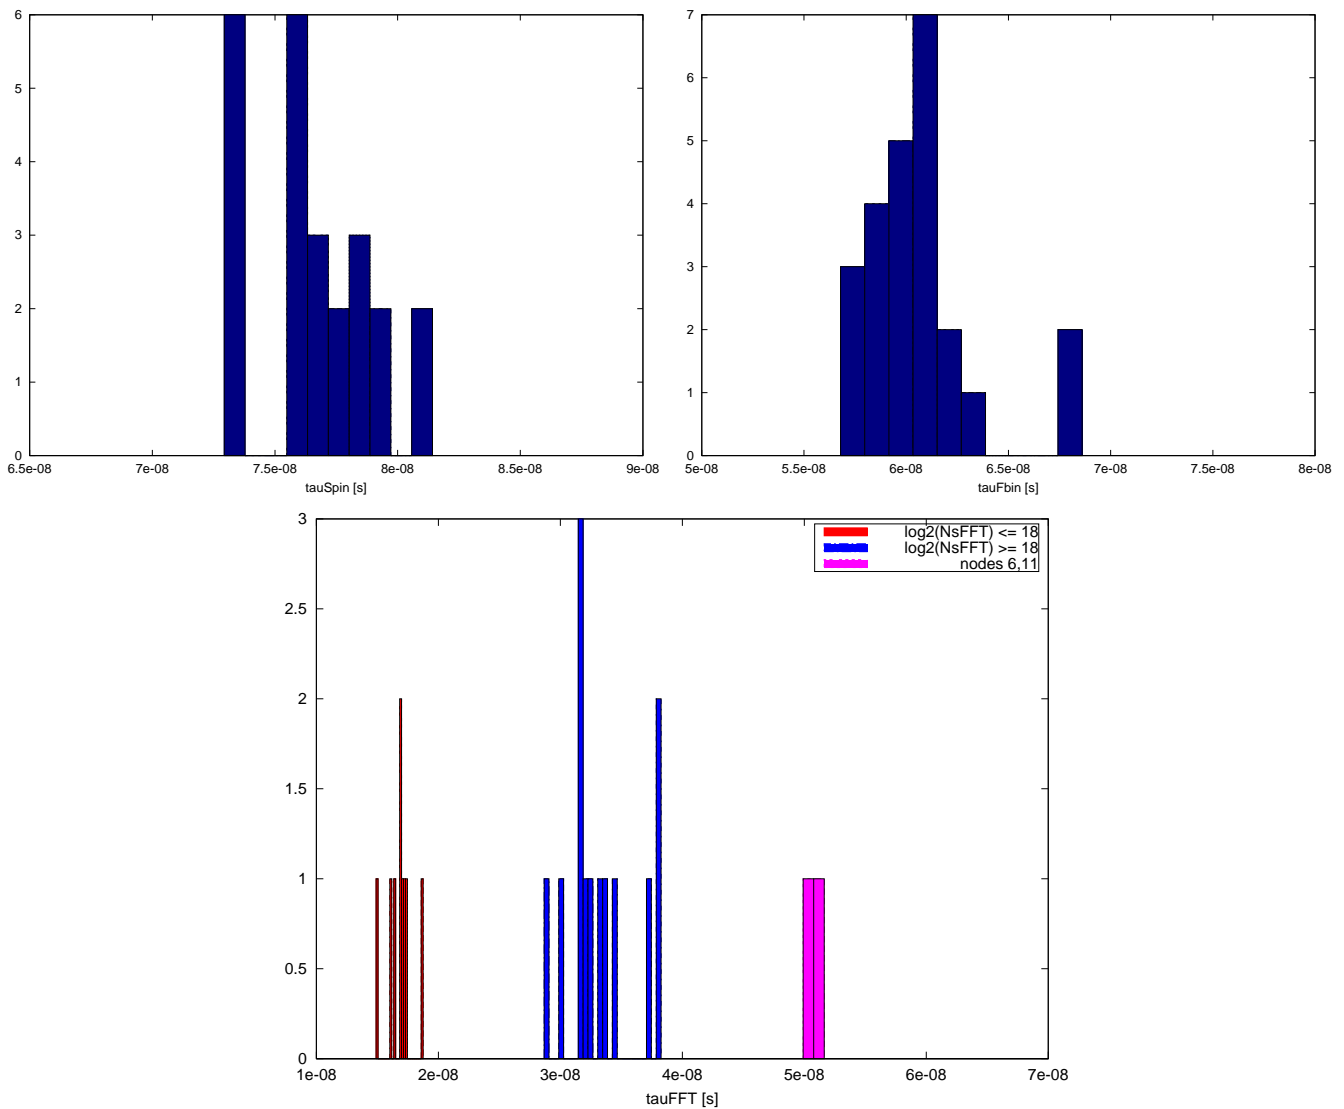 6
5
4
3
2
1
0
6.5e-08 7e-08 7.5e-08 8e-08 8.5e-08 9e-08
tauSpin [s]
7
6
5
4
3
2
1
0
5e-08 5.5e-08 6e-08 6.5e-08 7e-08 7.5e-08 8e-08
tauFbin [s]
3
2.5
2
1.5
1
0.5
0
1e-08 2e-08 3e-08 4e-08 5e-08 6e-08 7e-08
tauFFT [s]
log2(NsFFT) <= 18
log2(NsFFT) >= 18
nodes 6,11